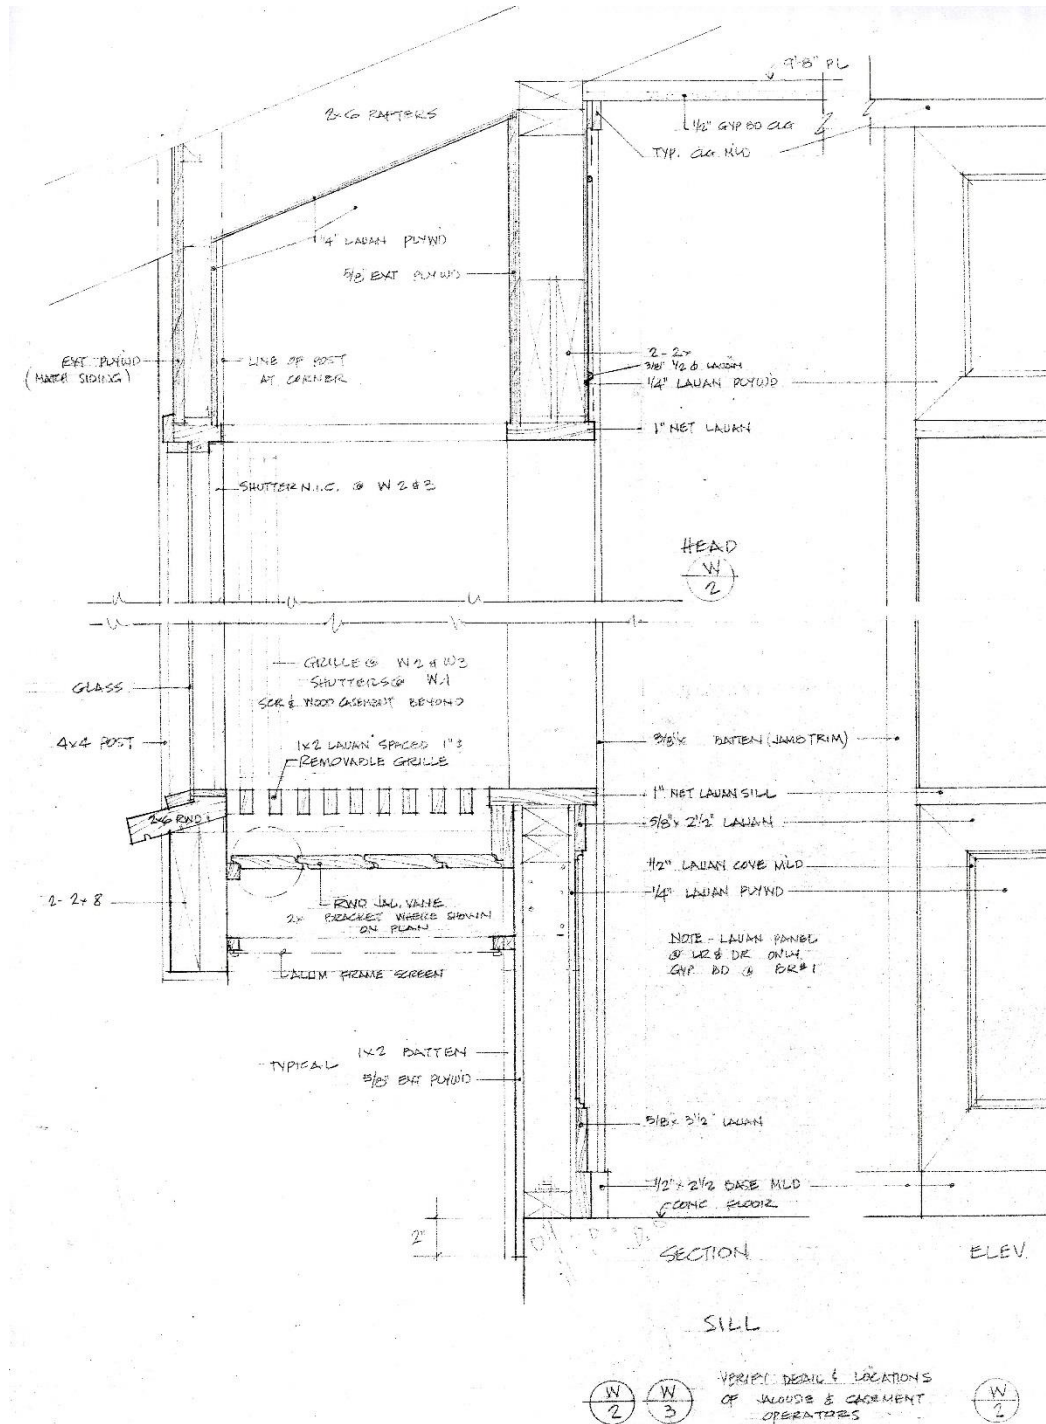 9'-8" PL
2x6 RAFTERS
1/2" GYP BD CLG
TYP. CLG. MLD
1/4" LAUAN PLYWD
5/8" EXT PLYWD
EXT PLYWD
(MATCH SIDING)
LINE OF POST
AT CORNER
2-2x
3/8" 1/2 LAUAN
1/4" LAUAN PLYWD
1" NET LAUAN
SHUTTER N.I.C. @ W 2 & 3
HEAD
W
2
GRILLE @ W2 & W3
SHUTTERS @ W.1
SCR & WOOD CASEMENT BEYOND
GLASS
4x4 POST
1x2 LAUAN SPACED 1"
REMOVABLE GRILLE
3/8"x BATTEN (JAMB TRIM)
1" NET LAUAN SILL
2x6 RWD
5/8"x 2 1/2" LAUAN
1/2" LAUAN COVE MLD
1/4" LAUAN PLYWD
2-2x8
RWD JAL. VANE
2x BRACKET WHERE SHOWN
ON PLAN
NOTE - LAUAN PANEL
@ LR & DR ONLY.
GYP. BD @ BR#1
ALUM FRAME SCREEN
TYPICAL
1x2 BATTEN
5/8" EXT PLYWD
5/8 x 3 1/2" LAUAN
1/2" x 2 1/2 BASE MLD
CONC FLOOR
2"
SECTION
ELEV.
SILL
W
2
W
3
VERIFY DETAIL & LOCATIONS
OF JALOUSIE & CASEMENT
OPERATORS
W
2